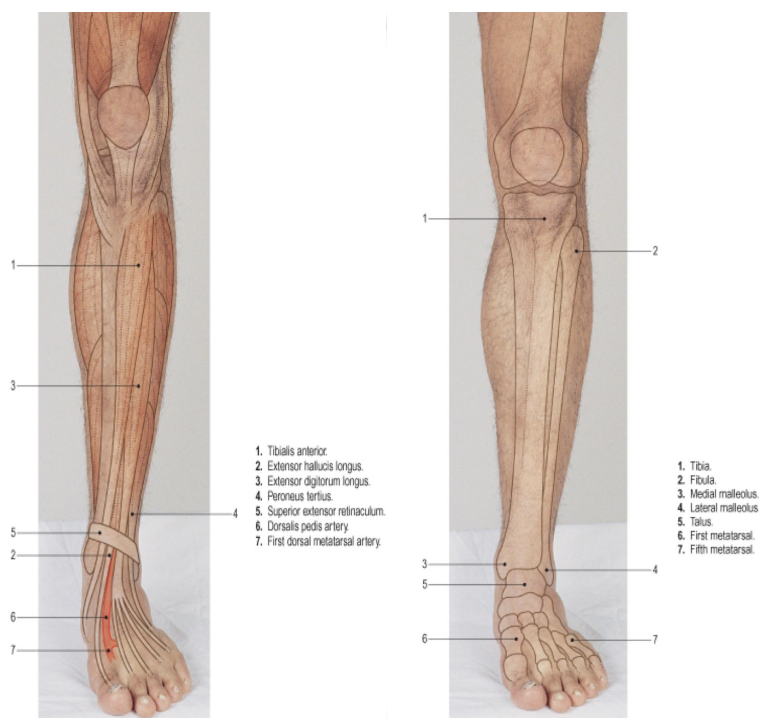 1
3
5
2
6
7
4
1. Tibialis anterior.
2. Extensor hallucis longus.
3. Extensor digitorum longus.
4. Peroneus tertius.
5. Superior extensor retinaculum.
6. Dorsalis pedis artery.
7. First dorsal metatarsal artery.
1
2
3
5
6
4
7
1. Tibia.
2. Fibula.
3. Medial malleolus.
4. Lateral malleolus
5. Talus.
6. First metatarsal.
7. Fifth metatarsal.